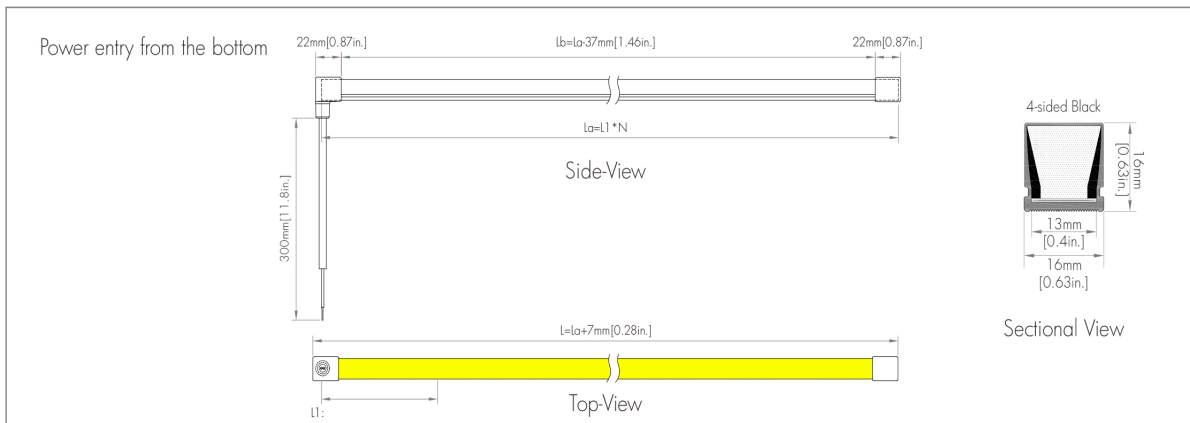 Power entry from the bottom
22mm[0.87in.]
Lb=La-37mm[1.46in.]
22mm[0.87in.]
La=L1*N
Side-View
300mm[11.8in.]
4-sided Black
16mm
[0.63in.]
13mm
[0.4in.]
16mm
[0.63in.]
Sectional View
L=La+7mm[0.28in.]
L1:
Top-View